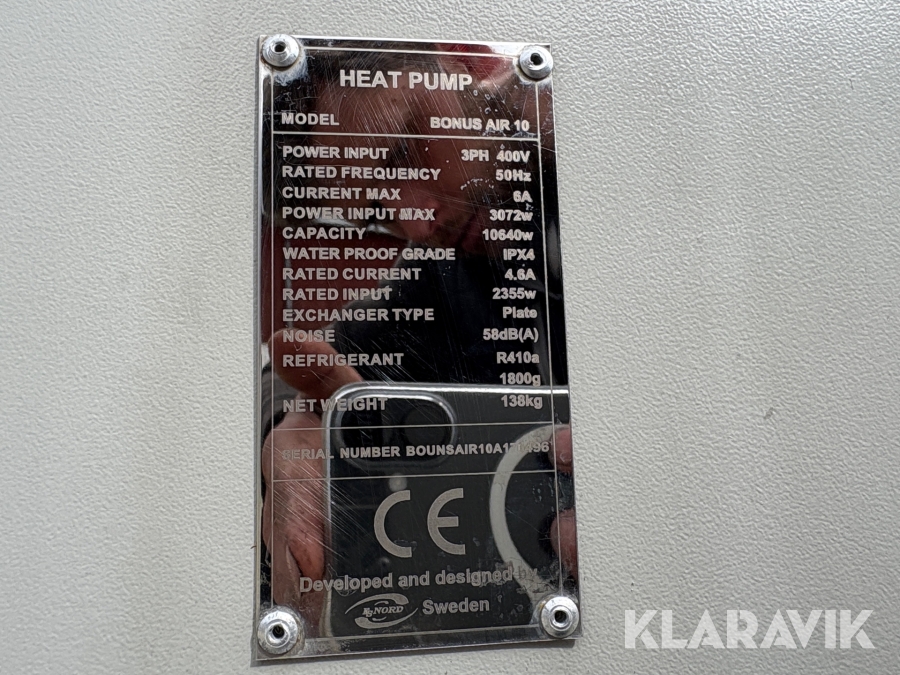 HEAT PUMP
MODEL BONUS AIR 10
POWER INPUT 3PH 400V
RATED FREQUENCY 50Hz
CURRENT MAX 6A
POWER INPUT MAX 3072w
CAPACITY 10640w
WATER PROOF GRADE IPX4
RATED CURRENT 4.6A
RATED INPUT 2355w
EXCHANGER TYPE Plate
NOISE 58dB(A)
REFRIGERANT R410a
1800g
NET WEIGHT 138kg
SERIAL NUMBER
CE
Developed and designed by
NORD Sweden
KLARAVIK